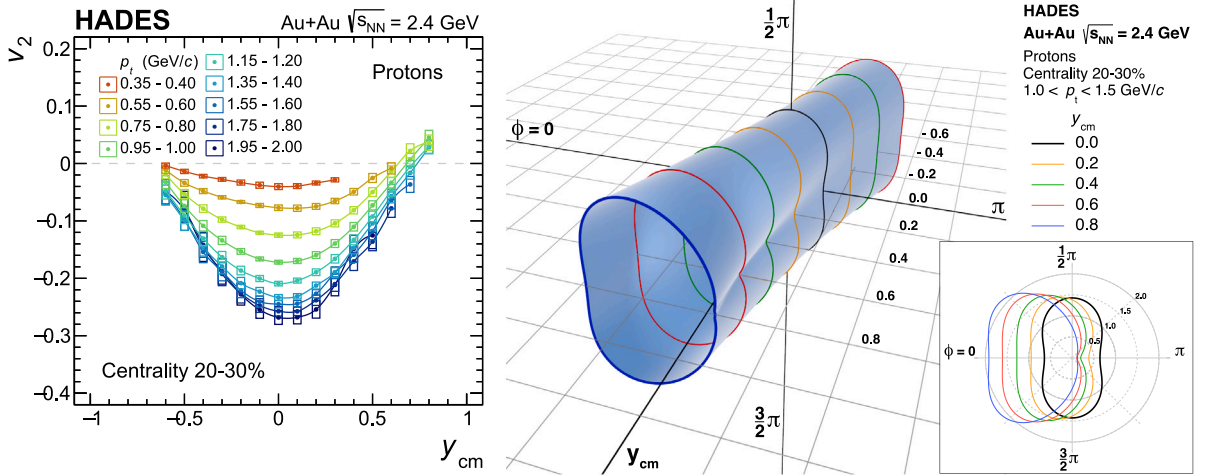 HADES
Au+Au √sNN = 2.4 GeV
v2
0.2
0.1
0
−0.1
−0.2
−0.3
−0.4
pt (GeV/c)
0.35 - 0.40
0.55 - 0.60
0.75 - 0.80
0.95 - 1.00
1.15 - 1.20
1.35 - 1.40
1.55 - 1.60
1.75 - 1.80
1.95 - 2.00
Protons
Centrality 20-30%
−1
−0.5
0
0.5
1
ycm
1/2 π
ϕ = 0
- 0.6
- 0.4
- 0.2
0.0
0.2
0.4
0.6
0.8
π
3/2 π
ycm
HADES
Au+Au √sNN = 2.4 GeV
Protons
Centrality 20-30%
1.0 < pt < 1.5 GeV/c
ycm
0.0
0.2
0.4
0.6
0.8
1/2 π
2.0
1.5
1.0
0.5
ϕ = 0
π
3/2 π